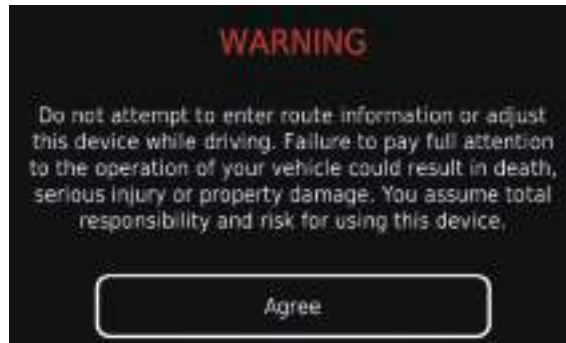 WARNING
Do not attempt to enter route information or adjust
this device while driving. Failure to pay full attention
to the operation of your vehicle could result in death,
serious injury or property damage. You assume total
responsibility and risk for using this device.
Agree